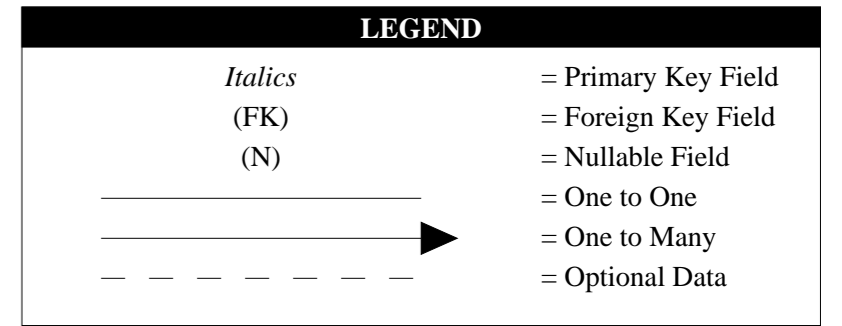 LEGEND
Italics = Primary Key Field
(FK) = Foreign Key Field
(N) = Nullable Field
= One to One
= One to Many
= Optional Data